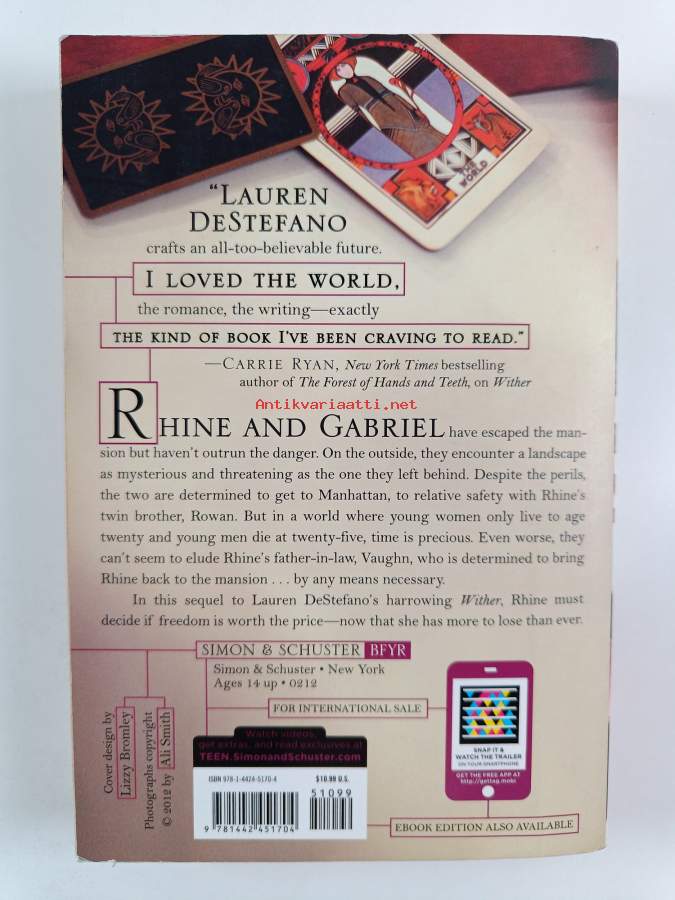 THE WORLD
"LAUREN
DESTEFANO
crafts an all-too-believable future.
I LOVED THE WORLD,
the romance, the writing—exactly
THE KIND OF BOOK I'VE BEEN CRAVING TO READ."
—CARRIE RYAN, New York Times bestselling
author of The Forest of Hands and Teeth, on Wither
Antikvariaatti.net
RHINE AND GABRIEL have escaped the man-
sion but haven't outrun the danger. On the outside, they encounter a landscape
as mysterious and threatening as the one they left behind. Despite the perils,
the two are determined to get to Manhattan, to relative safety with Rhine's
twin brother, Rowan. But in a world where young women only live to age
twenty and young men die at twenty-five, time is precious. Even worse, they
can't seem to elude Rhine's father-in-law, Vaughn, who is determined to bring
Rhine back to the mansion . . . by any means necessary.
In this sequel to Lauren DeStefano's harrowing Wither, Rhine must
decide if freedom is worth the price—now that she has more to lose than ever.
SIMON & SCHUSTER BFYR
Simon & Schuster • New York
Ages 14 up • 0212
FOR INTERNATIONAL SALE
Cover design by
Lizzy Bromley
Photographs copyright
© 2012 by Ali Smith
Watch videos,
get extras, and read exclusives at
TEEN.SimonandSchuster.com
ISBN 978-1-4424-5170-4
$10.99 U.S.
51099
9 781442 451704
SNAP IT &
WATCH THE TRAILER
ON YOUR SMARTPHONE
GET THE FREE APP AT
http://gettag.mobi
EBOOK EDITION ALSO AVAILABLE